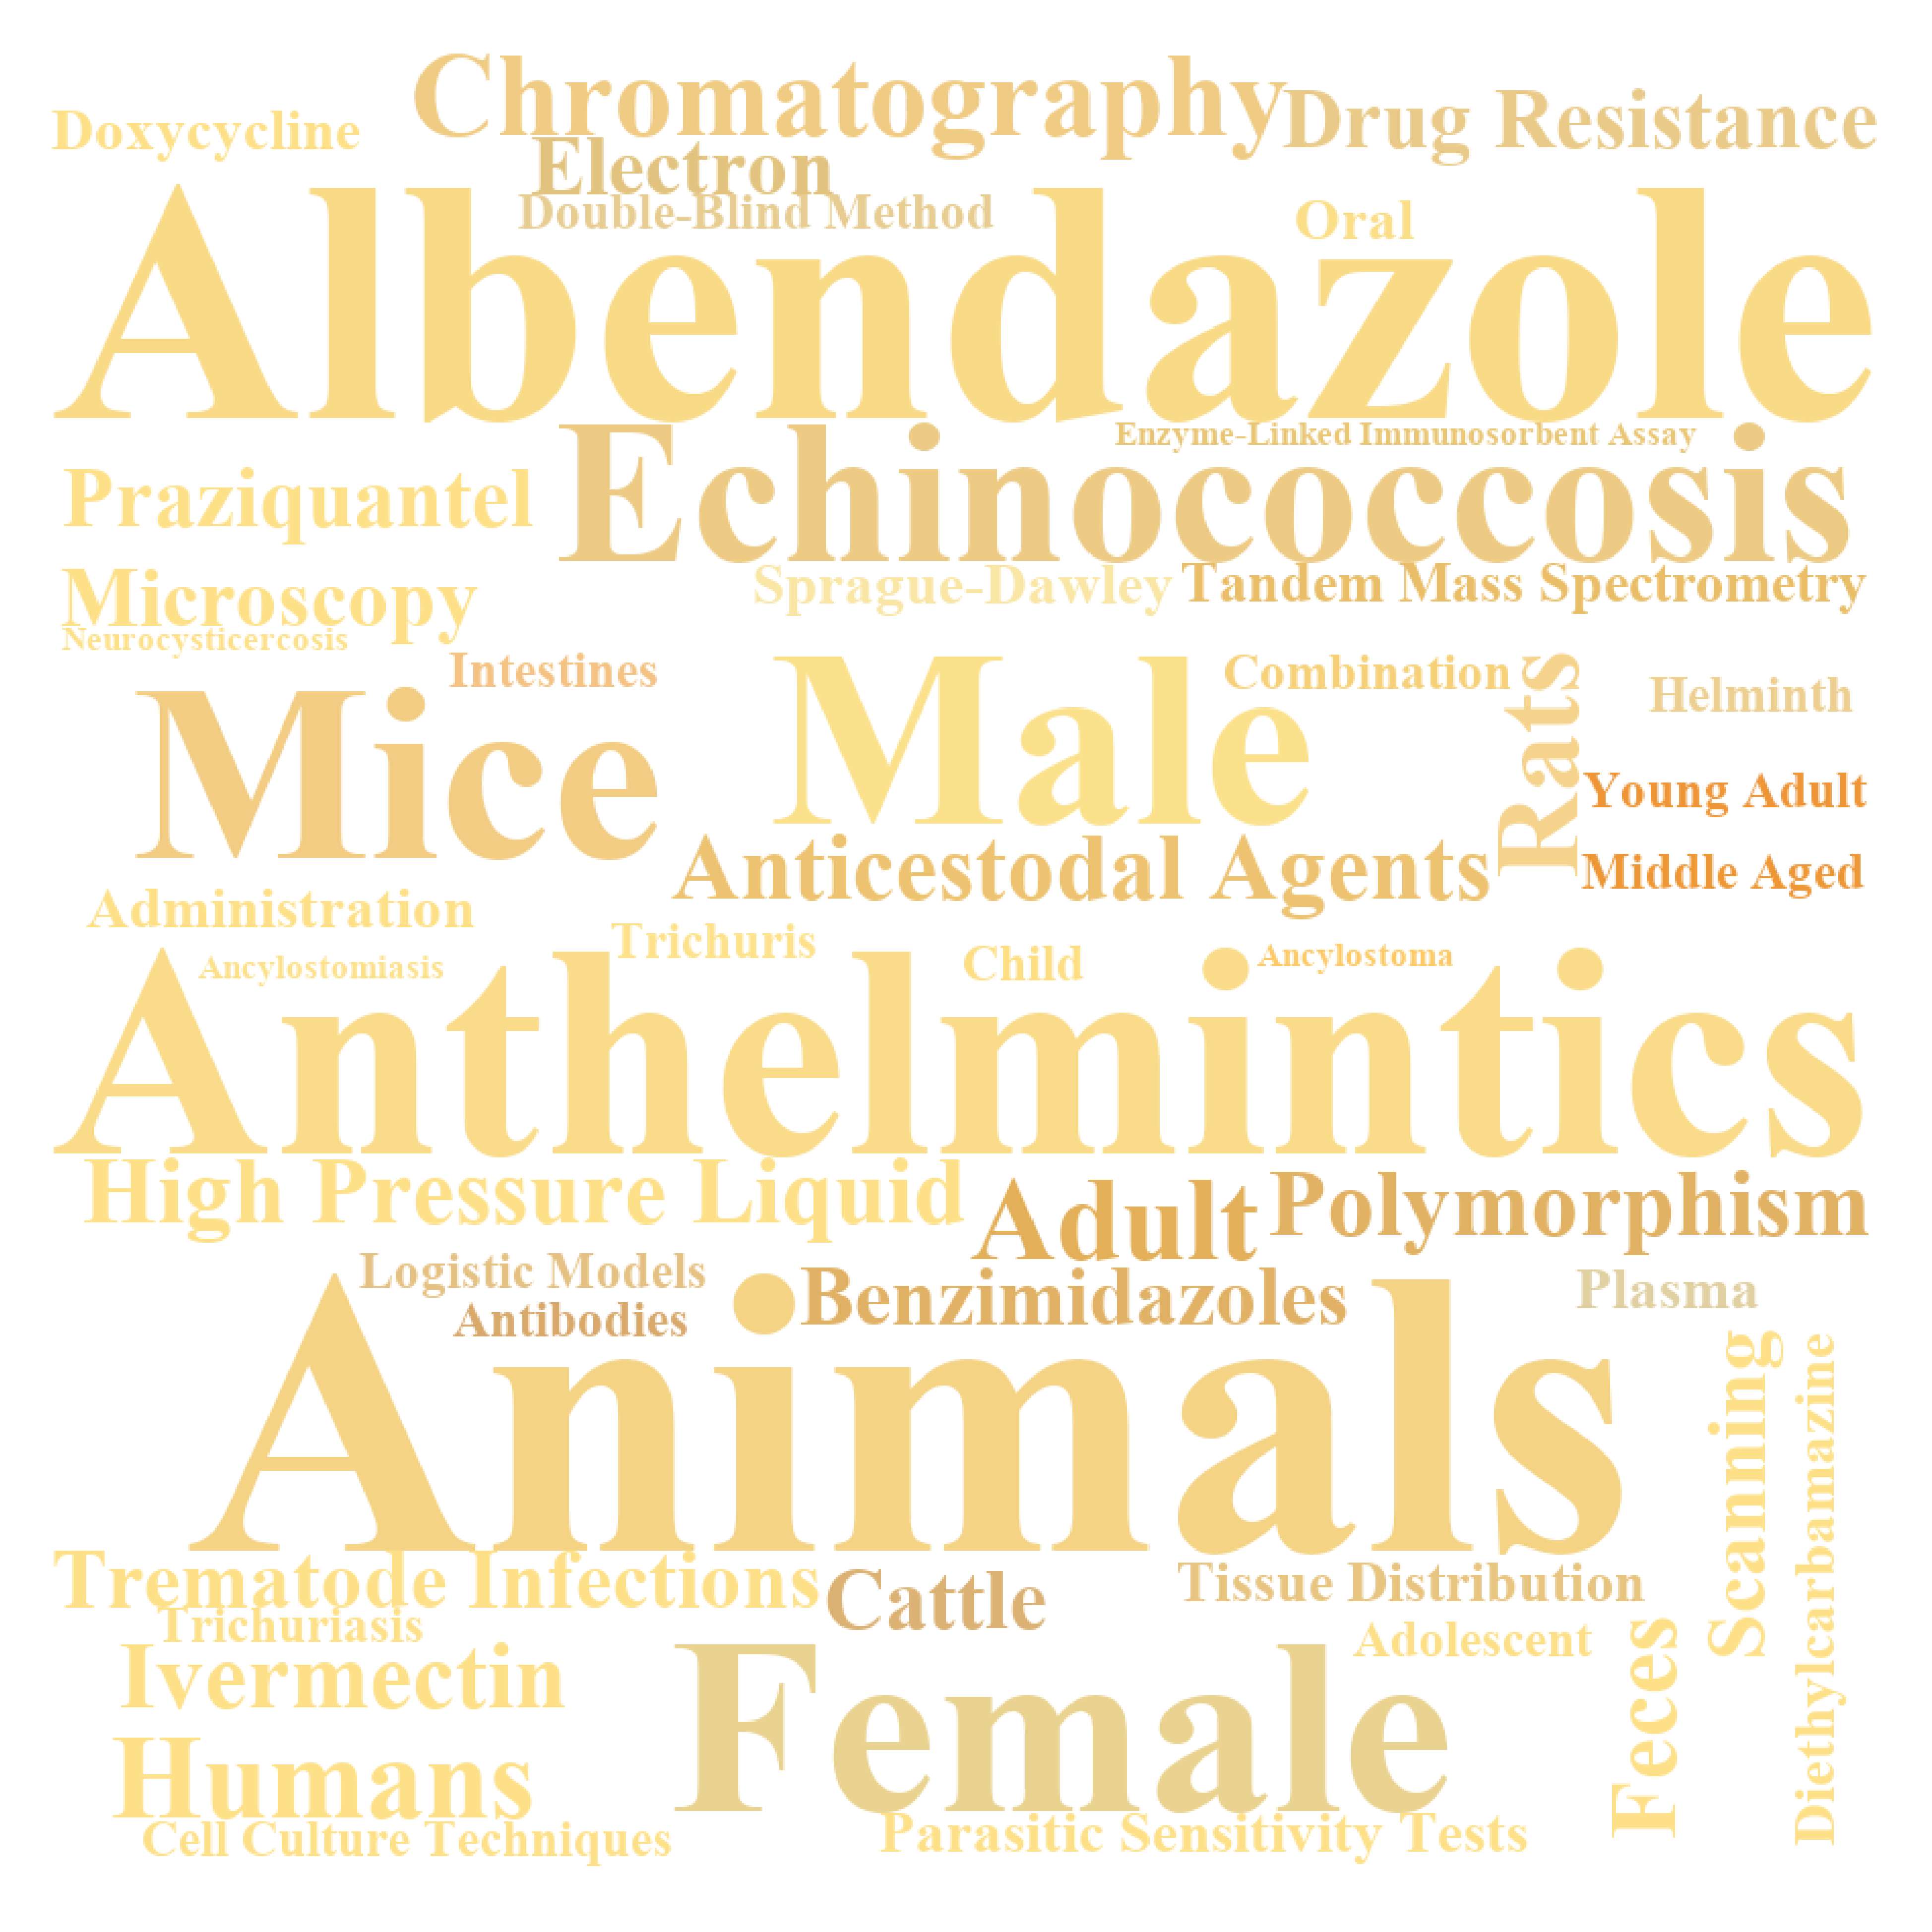 Chromatography
Drug Resistance
Doxycycline
Electron
Double-Blind Method
Oral
Albendazole
Enzyme-Linked Immunosorbent Assay
Praziquantel
Echinococcosis
Microscopy
Sprague-Dawley
Tandem Mass Spectrometry
Neurocysticercosis
Intestines
Combination
Rats
Helminth
Mice
Male
Young Adult
Anticestodal Agents
Middle Aged
Administration
Trichuris
Child
Ancylostoma
Ancylostomiasis
Anthelmintics
High Pressure Liquid
Adult
Polymorphism
Logistic Models
Benzimidazoles
Plasma
Antibodies
Animals
Scanning
Diethylcarbamazine
Trematode Infections
Cattle
Tissue Distribution
Trichuriasis
Adolescent
Feces
Ivermectin
Female
Humans
Cell Culture Techniques
Parasitic Sensitivity Tests